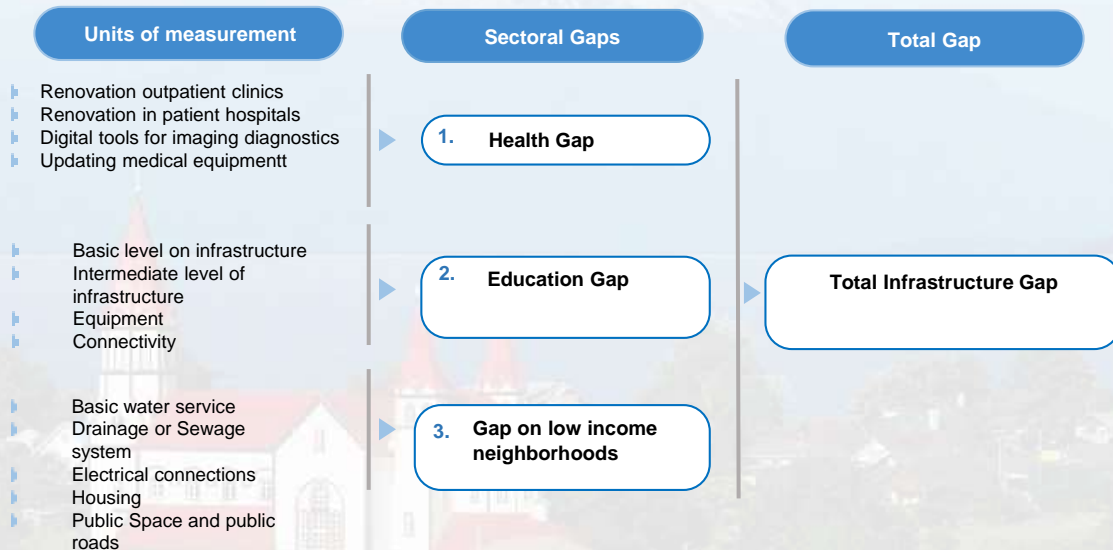 Units of measurement
Sectoral Gaps
Total Gap
Renovation outpatient clinics
Renovation in patient hospitals
Digital tools for imaging diagnostics
Updating medical equipmentt
1. Health Gap
Basic level on infrastructure
Intermediate level of
infrastructure
Equipment
Connectivity
2. Education Gap
Total Infrastructure Gap
Basic water service
Drainage or Sewage
system
Electrical connections
Housing
Public Space and public
roads
3. Gap on low income
neighborhoods